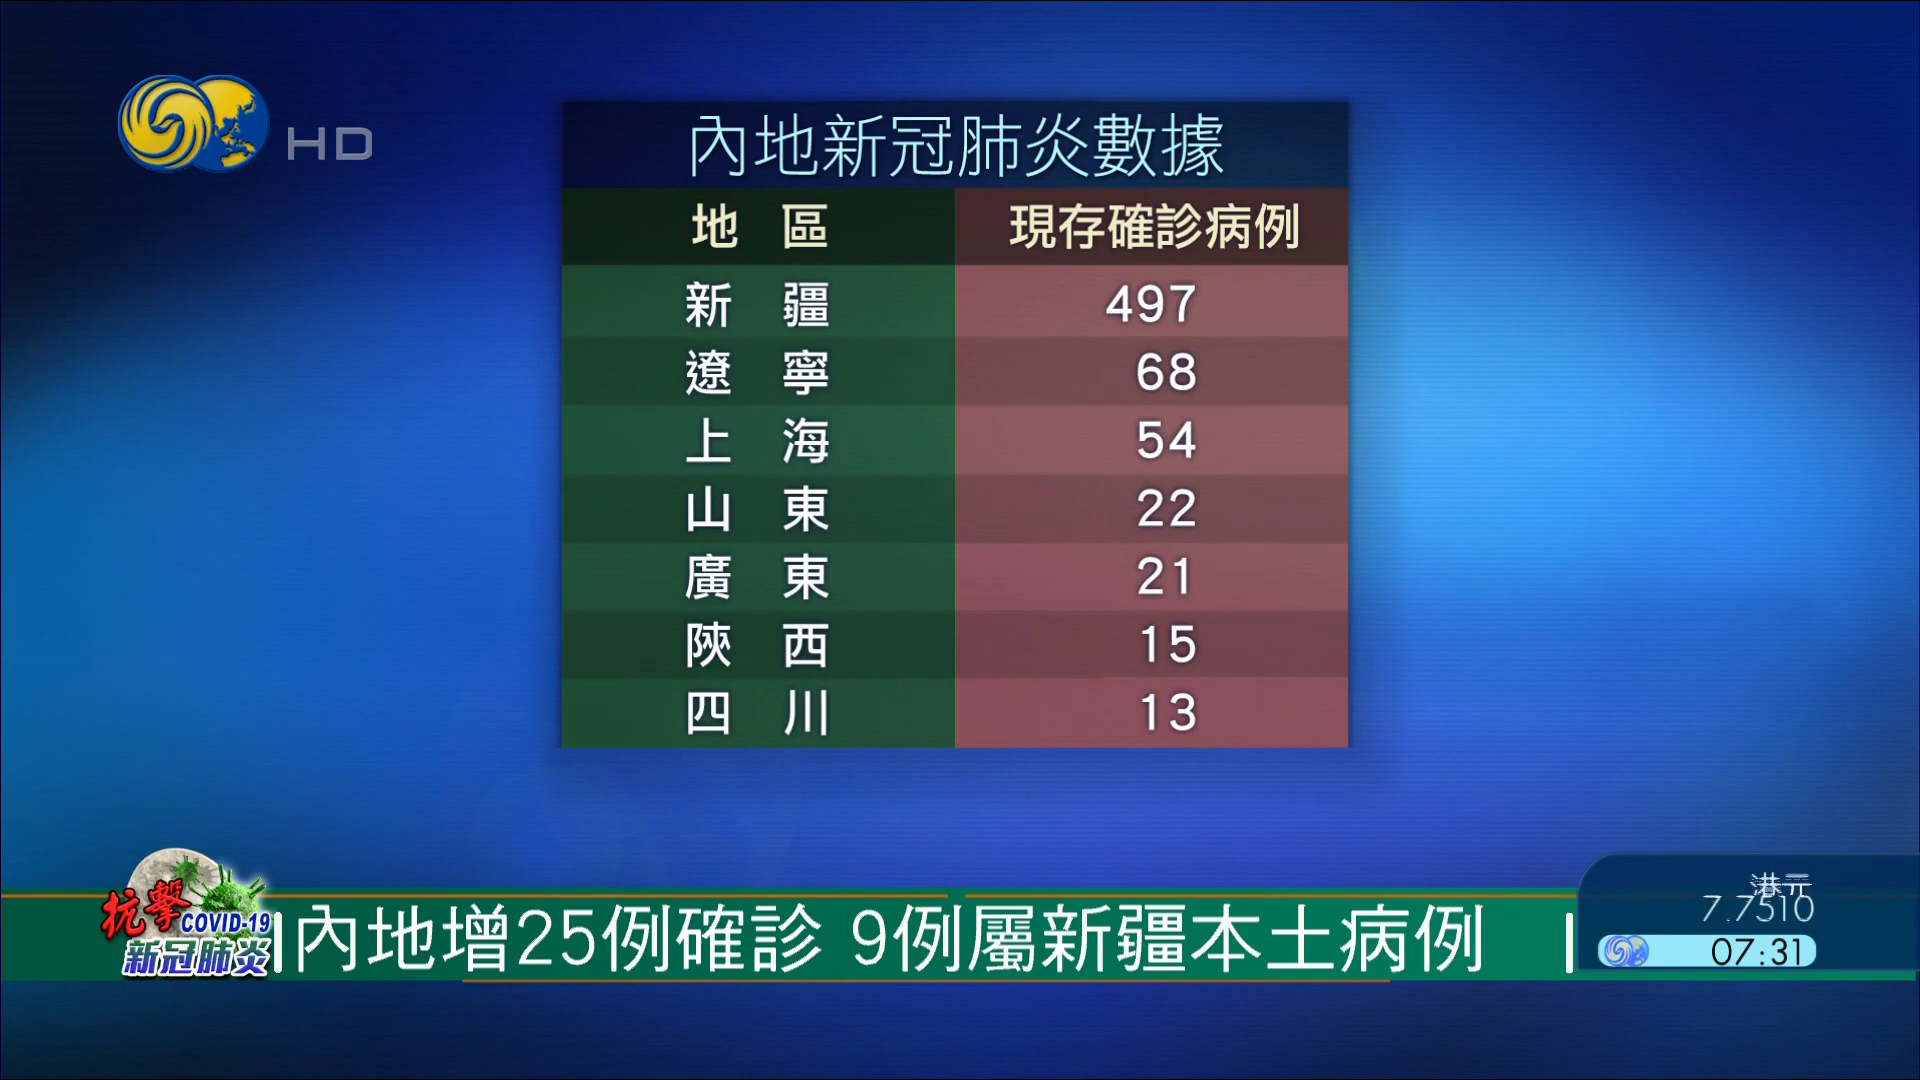 HD
內地新冠肺炎數據
地 區 現存確診病例
新 疆 497
遼 寧 68
上 海 54
山 東 22
廣 東 21
陝 西 15
四 川 13
抗擊
COVID-19
新冠肺炎
內地增25例確診 9例屬新疆本土病例
港元
7.7510
07:31